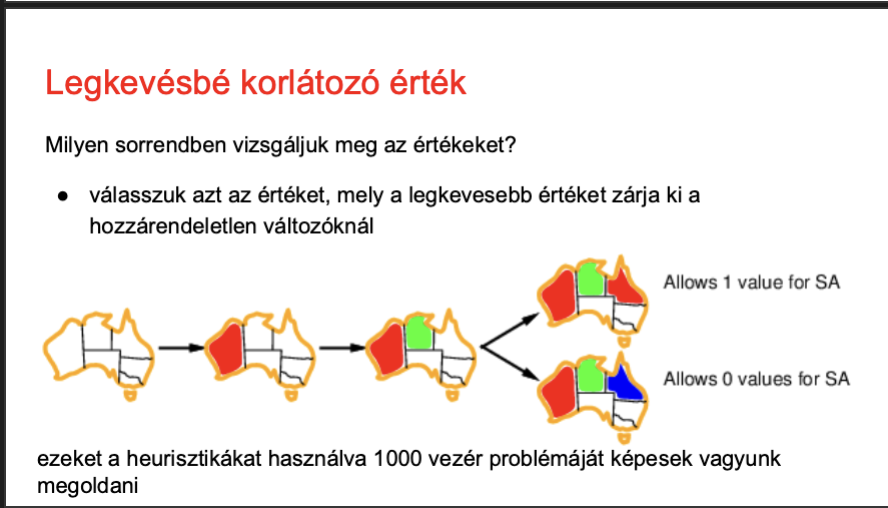 Legkevésbé korlátozó érték
Milyen sorrendben vizsgáljuk meg az értékeket?
● válasszuk azt az értéket, mely a legkevesebb értéket zárja ki a
hozzárendeletlen változóknál
Allows 1 value for SA
Allows 0 values for SA
ezeket a heurisztikákat használva 1000 vezér problémáját képesek vagyunk
megoldani